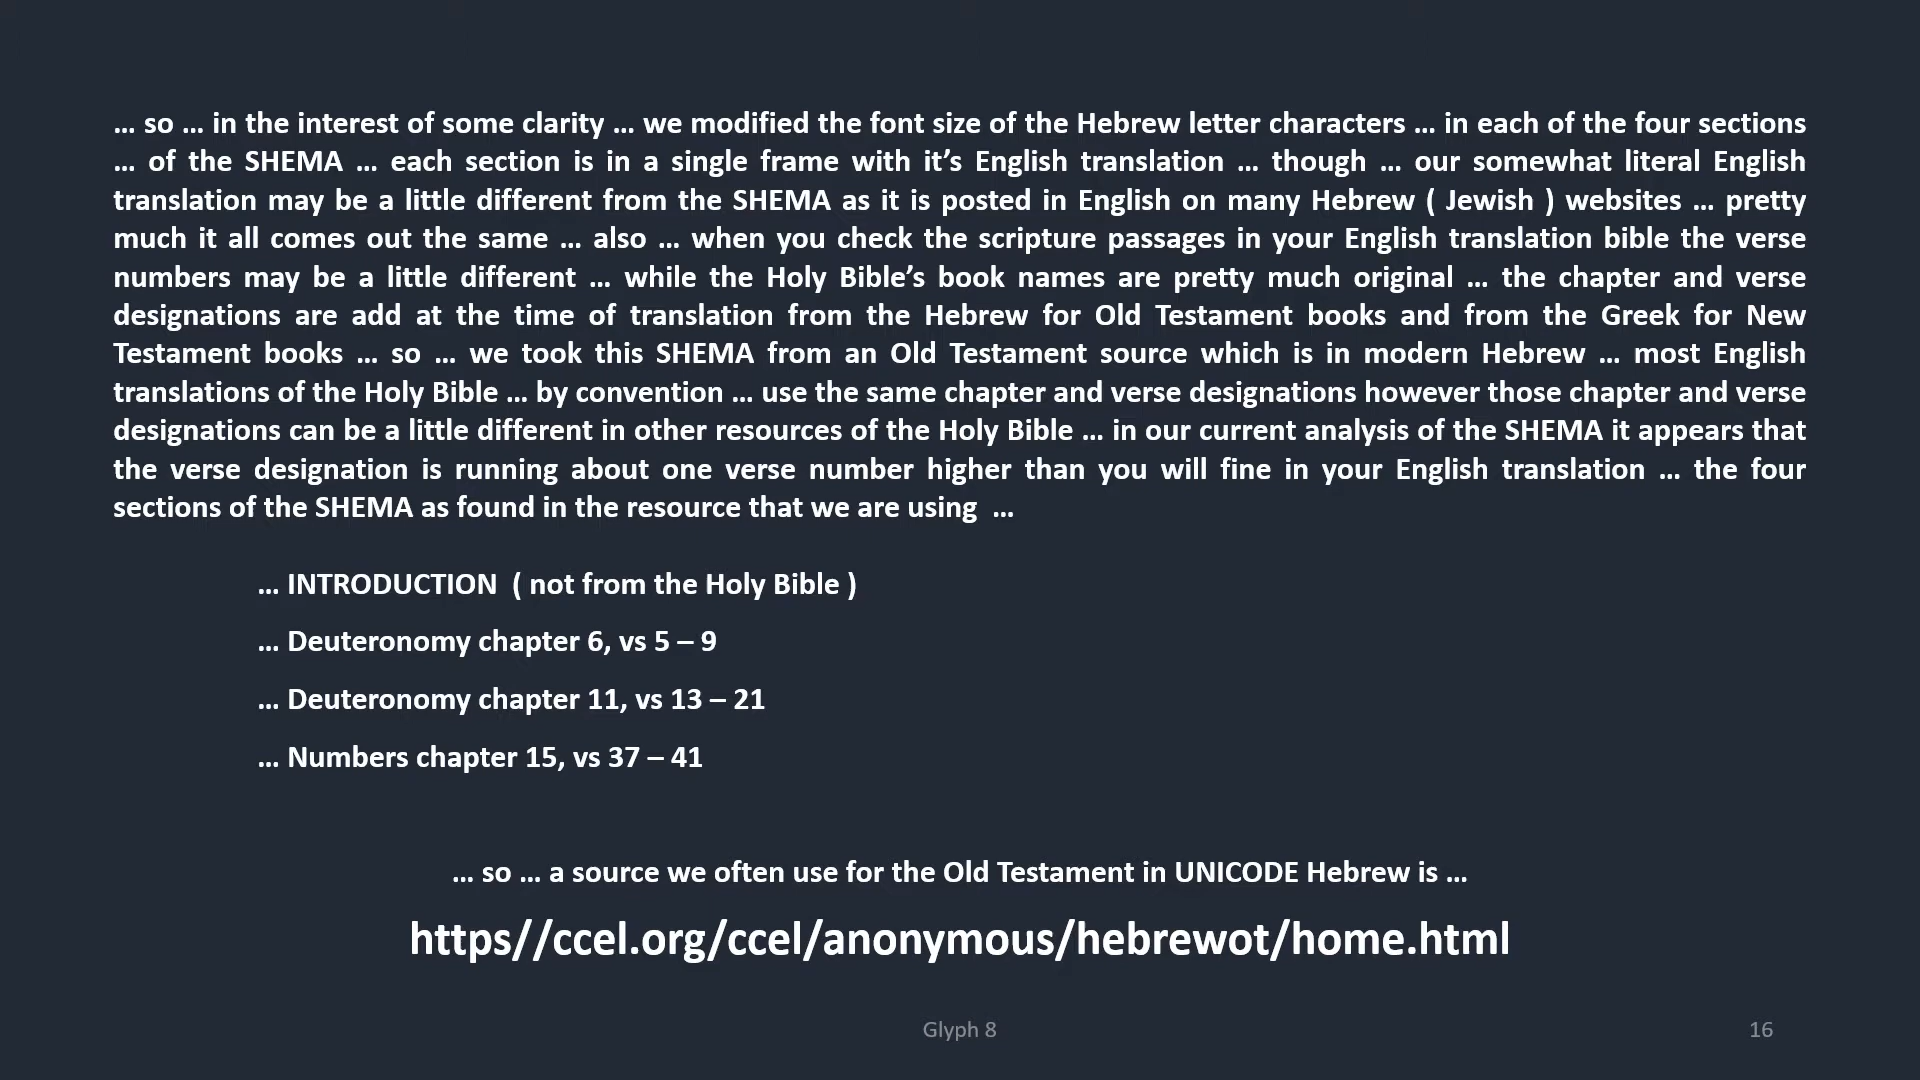 … so … in the interest of some clarity … we modified the font size of the Hebrew letter characters … in each of the four sections
… of the SHEMA … each section is in a single frame with it’s English translation … though … our somewhat literal English
translation may be a little different from the SHEMA as it is posted in English on many Hebrew ( Jewish ) websites … pretty
much it all comes out the same … also … when you check the scripture passages in your English translation bible the verse
numbers may be a little different … while the Holy Bible’s book names are pretty much original … the chapter and verse
designations are add at the time of translation from the Hebrew for Old Testament books and from the Greek for New
Testament books … so … we took this SHEMA from an Old Testament source which is in modern Hebrew … most English
translations of the Holy Bible … by convention … use the same chapter and verse designations however those chapter and verse
designations can be a little different in other resources of the Holy Bible … in our current analysis of the SHEMA it appears that
the verse designation is running about one verse number higher than you will fine in your English translation … the four
sections of the SHEMA as found in the resource that we are using …
… INTRODUCTION ( not from the Holy Bible )
… Deuteronomy chapter 6, vs 5 – 9
… Deuteronomy chapter 11, vs 13 – 21
… Numbers chapter 15, vs 37 – 41
… so … a source we often use for the Old Testament in UNICODE Hebrew is …
https//ccel.org/ccel/anonymous/hebrewot/home.html
Glyph 8
16